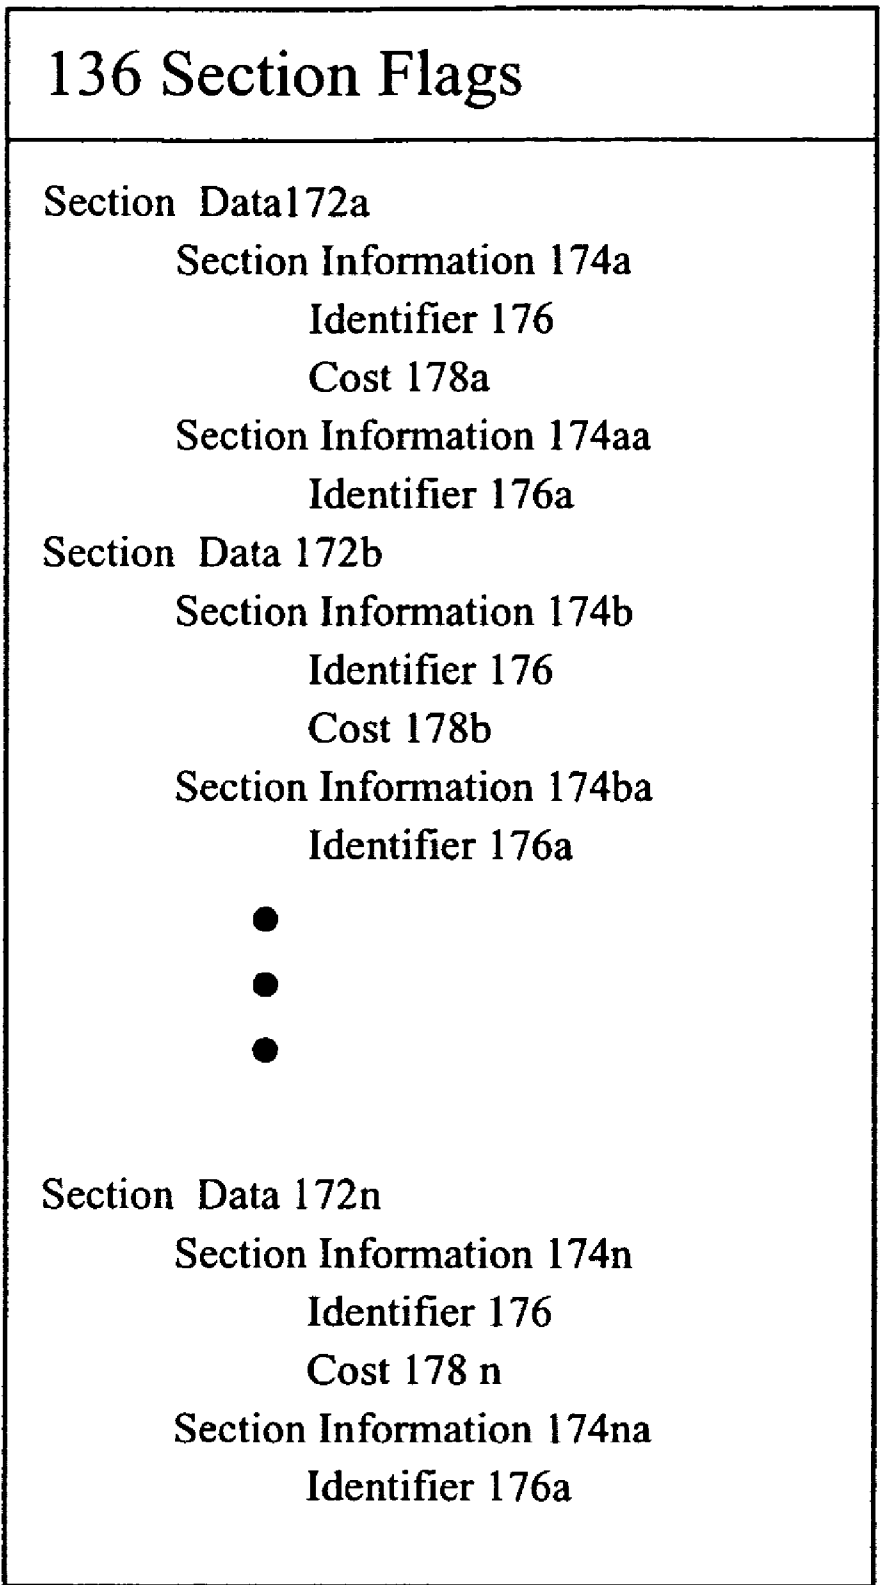 136 Section Flags
Section Data172a
Section Information 174a
Identifier 176
Cost 178a
Section Information 174aa
Identifier 176a
Section Data 172b
Section Information 174b
Identifier 176
Cost 178b
Section Information 174ba
Identifier 176a
Section Data 172n
Section Information 174n
Identifier 176
Cost 178 n
Section Information 174na
Identifier 176a